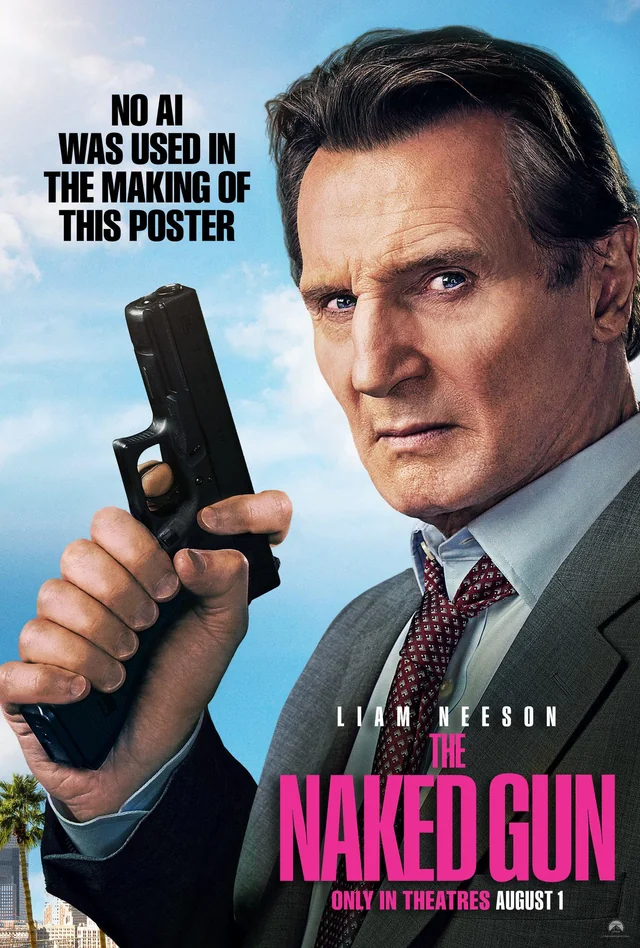 NO AI
WAS USED IN
THE MAKING OF
THIS POSTER
LIAM NEESON
THE
NAKED GUN
ONLY IN THEATRES AUGUST 1